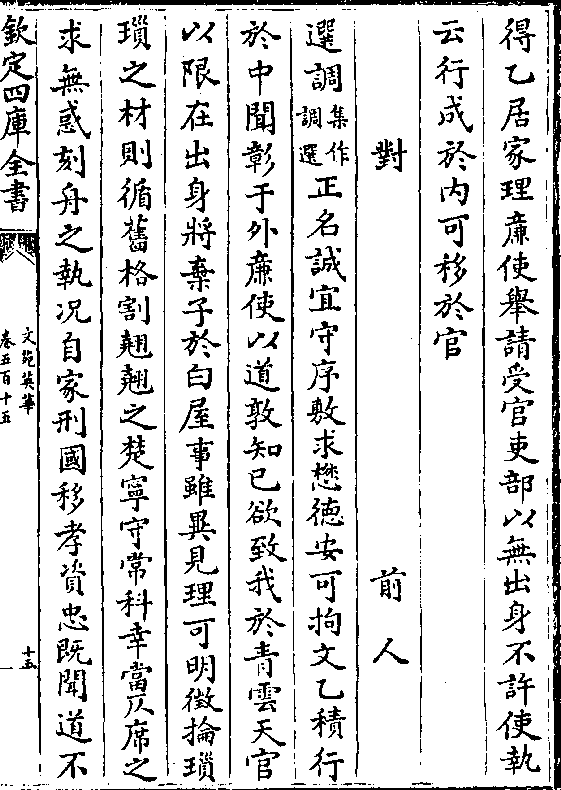 得乙居家理廉使舉請受官吏部以無出身不許使執
云行成於內可移於官
對　前人
選調集作調選正名誠宜守序敷求懋德安可拘文乙積行
於中聞彰于外廉使以道敦知已欲致我於青雲天官
以限在出身將棄予於白屋事雖異見理可明徵掄瑣
瑣之材則循舊格割翹翹之楚寧守常科幸當仄席之
求無惑刻舟之執况自家刑國移孝資忠既聞道不
欽定四庫全書
文苑英華
卷五百十五
十五